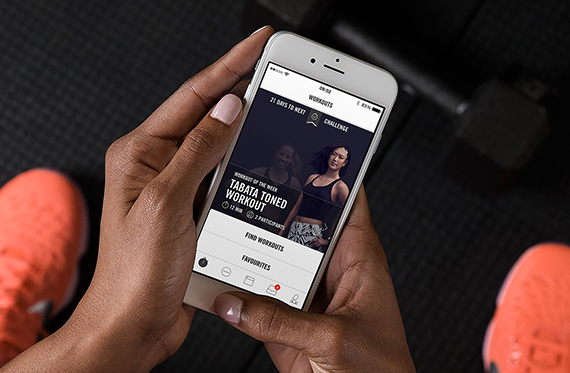 09:52
83%
WORKOUTS
21 DAYS TO NEXT CHALLENGE
WORKOUT OF THE WEEK
TABATA TONED
WORKOUT
12 MIN 2 PARTICIPANTS
FIND WORKOUTS
FAVOURITES